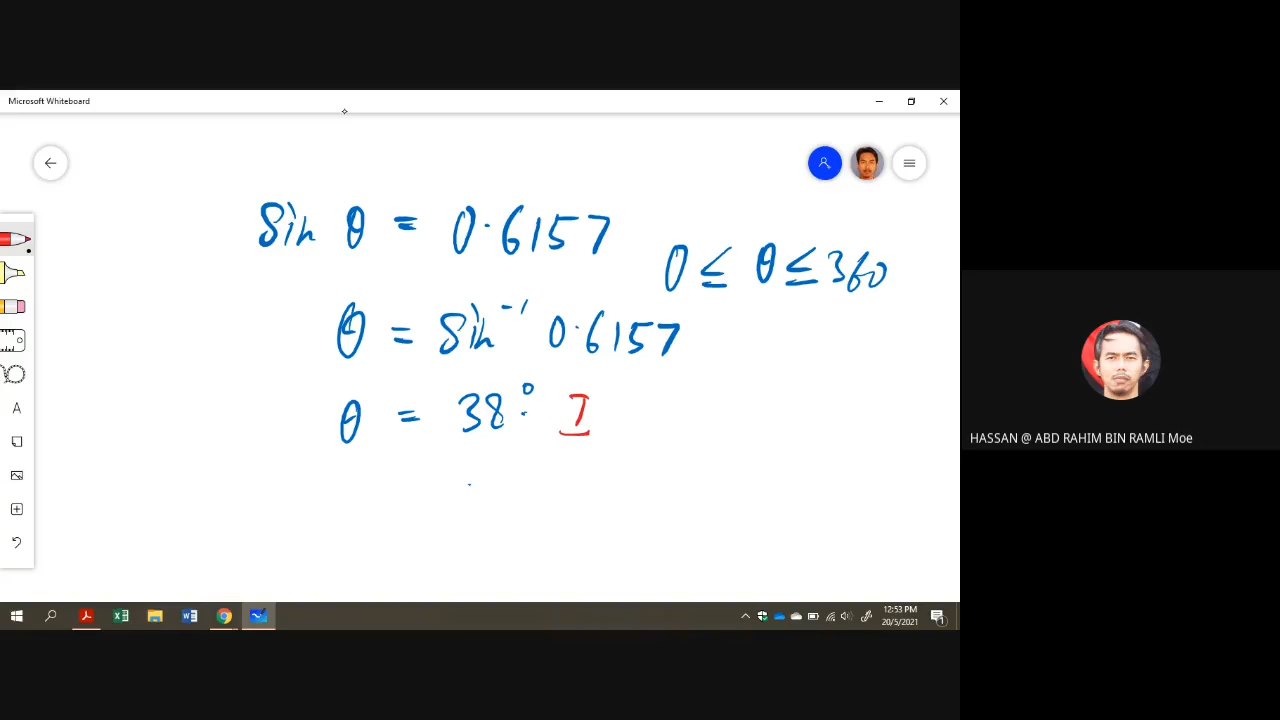 Microsoft Whiteboard
Sin θ = 0.6157
0 ≤ θ ≤ 360
θ = Sin⁻¹ 0.6157
θ = 38° I
A
HASSAN @ ABD RAHIM BIN RAMLI Moe
12:53 PM
20/5/2021
1